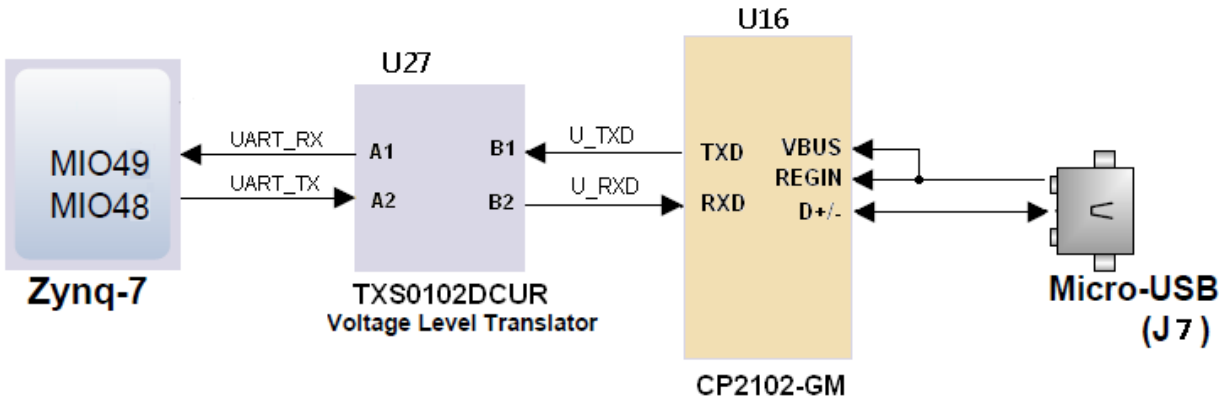 U16
U27
UART_RX
A1
B1
U_TXD
TXD
VBUS
MIO49
REGIN
MIO48
UART_TX
A2
B2
U_RXD
RXD
D+/-
Zynq-7
TXS0102DCUR
Voltage Level Translator
Micro-USB
(J7)
CP2102-GM